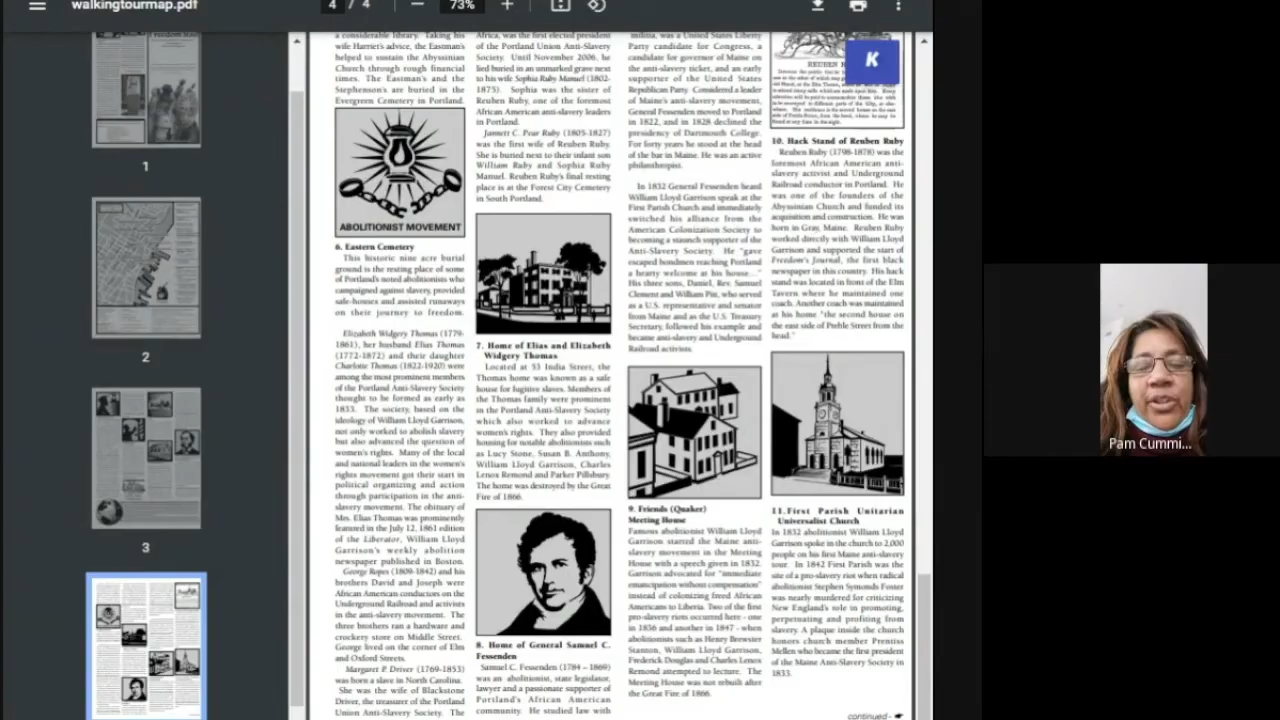 walkingtourmap.pdf
4 / 4
73%
1
2
3
a considerable library. Taking his
wife Harriet's advice, the Eastman's
helped to sustain the Abyssinian
Church through rough financial
times. The Eastman's and the
Stephenson's are buried in the
Evergreen Cemetery in Portland.
ABOLITIONIST MOVEMENT
6. Eastern Cemetery
This historic nine acre burial
ground is the resting place of some
of Portland's noted abolitionists who
campaigned against slavery, provided
safe-houses and assisted runaways
on their journey to freedom.
Elizabeth Widgery Thomas (1779-
1861), her husband Elias Thomas
(1772-1872) and their daughter
Charlotte Thomas (1822-1920) were
among the most prominent members
of the Portland Anti-Slavery Society
thought to be formed as early as
1833. The society, based on the
ideology of William Lloyd Garrison,
not only worked to abolish slavery
but also advanced the question of
women's rights. Many of the local
and national leaders in the women's
rights movement got their start in
political organizing and action
through participation in the anti-
slavery movement. The obituary of
Mrs. Elias Thomas was prominently
featured in the July 12, 1861 edition
of the Liberator, William Lloyd
Garrison's weekly abolition
newspaper published in Boston.
George Ropes (1809-1842) and his
brothers David and Joseph were
African American conductors on the
Underground Railroad and activists
in the anti-slavery movement. The
three brothers ran a hardware and
crockery store on Middle Street.
George lived on the corner of Elm
and Oxford Streets.
Margaret P. Driver (1769-1853)
was born a slave in North Carolina.
She was the wife of Blackstone
Driver, the treasurer of the Portland
Union Anti-Slavery Society. The
Africa, was the first elected president
of the Portland Union Anti-Slavery
Society. Until November 2006, he
lied buried in an unmarked grave next
to his wife Sophia Ruby Manuel (1802-
1875). Sophia was the sister of
Reuben Ruby, one of the foremost
African American anti-slavery leaders
in Portland.
Jannett C. Pear Ruby (1805-1827)
was the first wife of Reuben Ruby.
She is buried next to their infant son
William Ruby and Sophia Ruby
Manuel. Reuben Ruby's final resting
place is at the Forest City Cemetery
in South Portland.
7. Home of Elias and Elizabeth
Widgery Thomas
Located at 53 India Street, the
Thomas home was known as a safe
house for fugitive slaves. Members of
the Thomas family were prominent
in the Portland Anti-Slavery Society
which also worked to advance
women's rights. They also provided
housing for notable abolitionists such
as Lucy Stone, Susan B. Anthony,
William Lloyd Garrison, Charles
Lenox Remond and Parker Pillsbury.
The home was destroyed by the Great
Fire of 1866.
8. Home of General Samuel C.
Fessenden
Samuel C. Fessenden (1784 – 1869)
was an abolitionist, state legislator,
lawyer and a passionate supporter of
Portland's African American
community. He studied law with
militia, was a United States Liberty
Party candidate for Congress, a
candidate for governor of Maine on
the anti-slavery ticket, and an early
supporter of the United States
Republican Party. Considered a leader
of Maine's anti-slavery movement,
General Fessenden moved to Portland
in 1822, and in 1828 declined the
presidency of Dartmouth College.
For forty years he stood at the head
of the bar in Maine. He was an active
philanthropist.
In 1832 General Fessenden heard
William Lloyd Garrison speak at the
First Parish Church and immediately
switched his alliance from the
American Colonization Society to
becoming a staunch supporter of the
Anti-Slavery Society. He "gave
escaped bondmen reaching Portland
a hearty welcome at his house..."
His three sons, Daniel, Rev. Samuel
Clement and William Pitt, who served
as a U.S. representative and senator
from Maine and as the U.S. Treasury
Secretary, followed his example and
became anti-slavery and Underground
Railroad activists.
9. Friends (Quaker)
Meeting House
Famous abolitionist William Lloyd
Garrison started the Maine anti-
slavery movement in the Meeting
House with a speech given in 1832.
Garrison advocated for "immediate
emancipation without compensation"
instead of colonizing freed African
Americans to Liberia. Two of the first
pro-slavery riots occurred here - one
in 1836 and another in 1847 - when
abolitionists such as Henry Brewster
Stanton, William Lloyd Garrison,
Frederick Douglas and Charles Lenox
Remond attempted to lecture. The
Meeting House was not rebuilt after
the Great Fire of 1866.
REUBEN
10. Hack Stand of Reuben Ruby
Reuben Ruby (1798-1878) was the
foremost African American anti-
slavery activist and Underground
Railroad conductor in Portland. He
was one of the founders of the
Abyssinian Church and funded its
acquisition and construction. He was
born in Gray, Maine. Reuben Ruby
worked directly with William Lloyd
Garrison and supported the start of
Freedom's Journal, the first black
newspaper in this country. His hack
stand was located in front of the Elm
Tavern where he maintained one
coach. Another coach was maintained
at his home "the second house on
the east side of Preble Street from the
head."
11. First Parish Unitarian
Universalist Church
In 1832 abolitionist William Lloyd
Garrison spoke in the church to 2,000
people on his first Maine anti-slavery
tour. In 1842 First Parish was the
site of a pro-slavery riot when radical
abolitionist Stephen Symonds Foster
was nearly murdered for criticizing
New England's role in promoting,
perpetuating and profiting from
slavery. A plaque inside the church
honors church member Prentiss
Mellen who became the first president
of the Maine Anti-Slavery Society in
1833.
continued -
K
Pam Cummi...